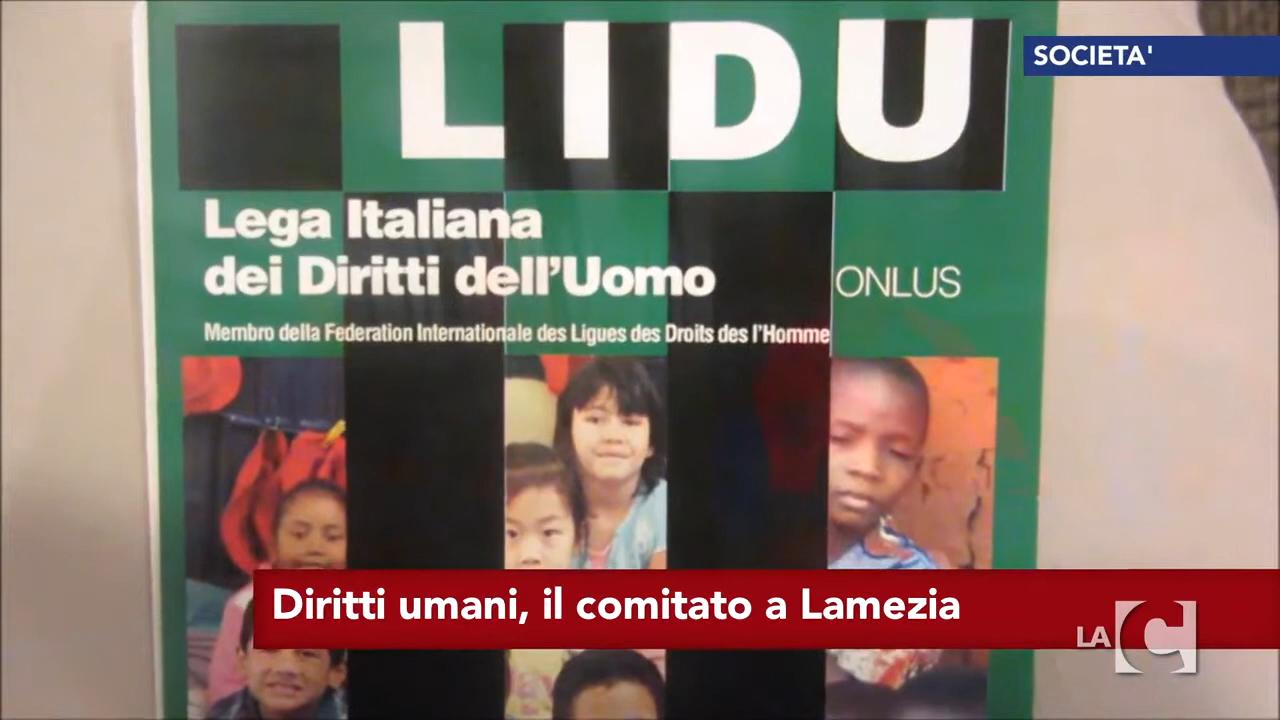 LIDU
SOCIETA'
Lega Italiana
dei Diritti dell'Uomo
ONLUS
Membro della Federation Internationale des Ligues des Droits des l'Homme
Diritti umani, il comitato a Lamezia
LA C